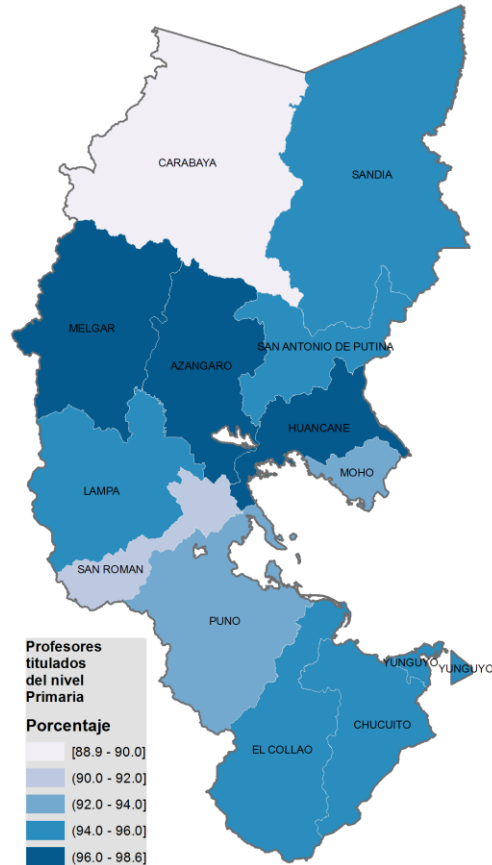 CARABAYA
SANDIA
MELGAR
AZANGARO
SAN ANTONIO DE PUTINA
HUANCANE
MOHO
LAMPA
SAN ROMAN
PUNO
YUNGUYO
YUNGUYO
CHUCUITO
EL COLLAO
Profesores
titulados
del nivel
Primaria
Porcentaje
[88.9 - 90.0]
(90.0 - 92.0]
(92.0 - 94.0]
(94.0 - 96.0]
(96.0 - 98.6]